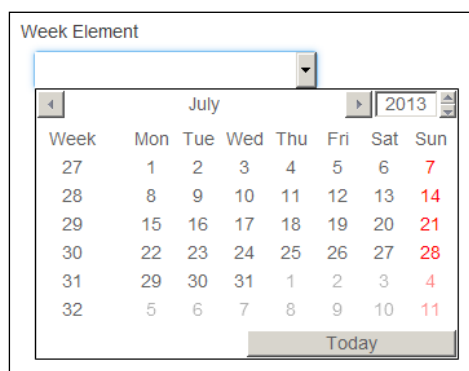 Week Element
July 2013
Week Mon Tue Wed Thu Fri Sat Sun
27 1 2 3 4 5 6 7
28 8 9 10 11 12 13 14
29 15 16 17 18 19 20 21
30 22 23 24 25 26 27 28
31 29 30 31 1 2 3 4
32 5 6 7 8 9 10 11
Today